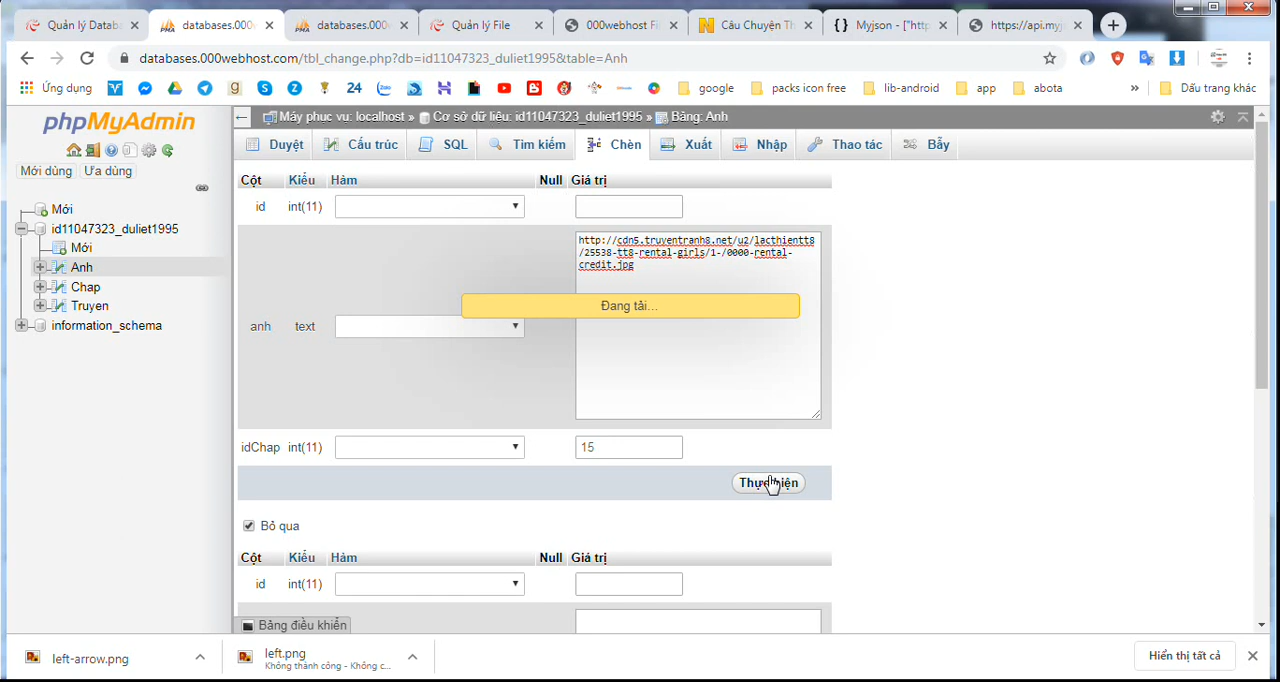 Quản lý Databa
databases.000
databases.000
Quản lý File
000webhost Fi
Câu Chuyện Th
Myjson - ["http
https://api.myj
databases.000webhost.com/tbl_change.php?db=id11047323_duliet1995&table=Anh
Ứng dụng
24
google
packs icon free
lib-android
app
abota
»
Dấu trang khác
phpMyAdmin
Máy phục vụ: localhost » Cơ sở dữ liệu: id11047323_duliet1995 » Bảng: Anh
Duyệt
Cấu trúc
SQL
Tìm kiếm
Chèn
Xuất
Nhập
Thao tác
Bẫy
Mới dùng
Ưa dùng
Mới
id11047323_duliet1995
Mới
Anh
Chap
Truyen
information_schema
Cột Kiểu Hàm Null Giá trị
id int(11)
anh text
http://cdn5.truyentranh8.net/u2/lacthientt8
/25538-tt8-rental-girls/1-/0000-rental-
credit.jpg
Đang tải…
idChap int(11) 15
Thực hiện
Bỏ qua
Cột Kiểu Hàm Null Giá trị
id int(11)
Bảng điều khiển
left-arrow.png
left.png
Không thành công - Không c...
Hiển thị tất cả